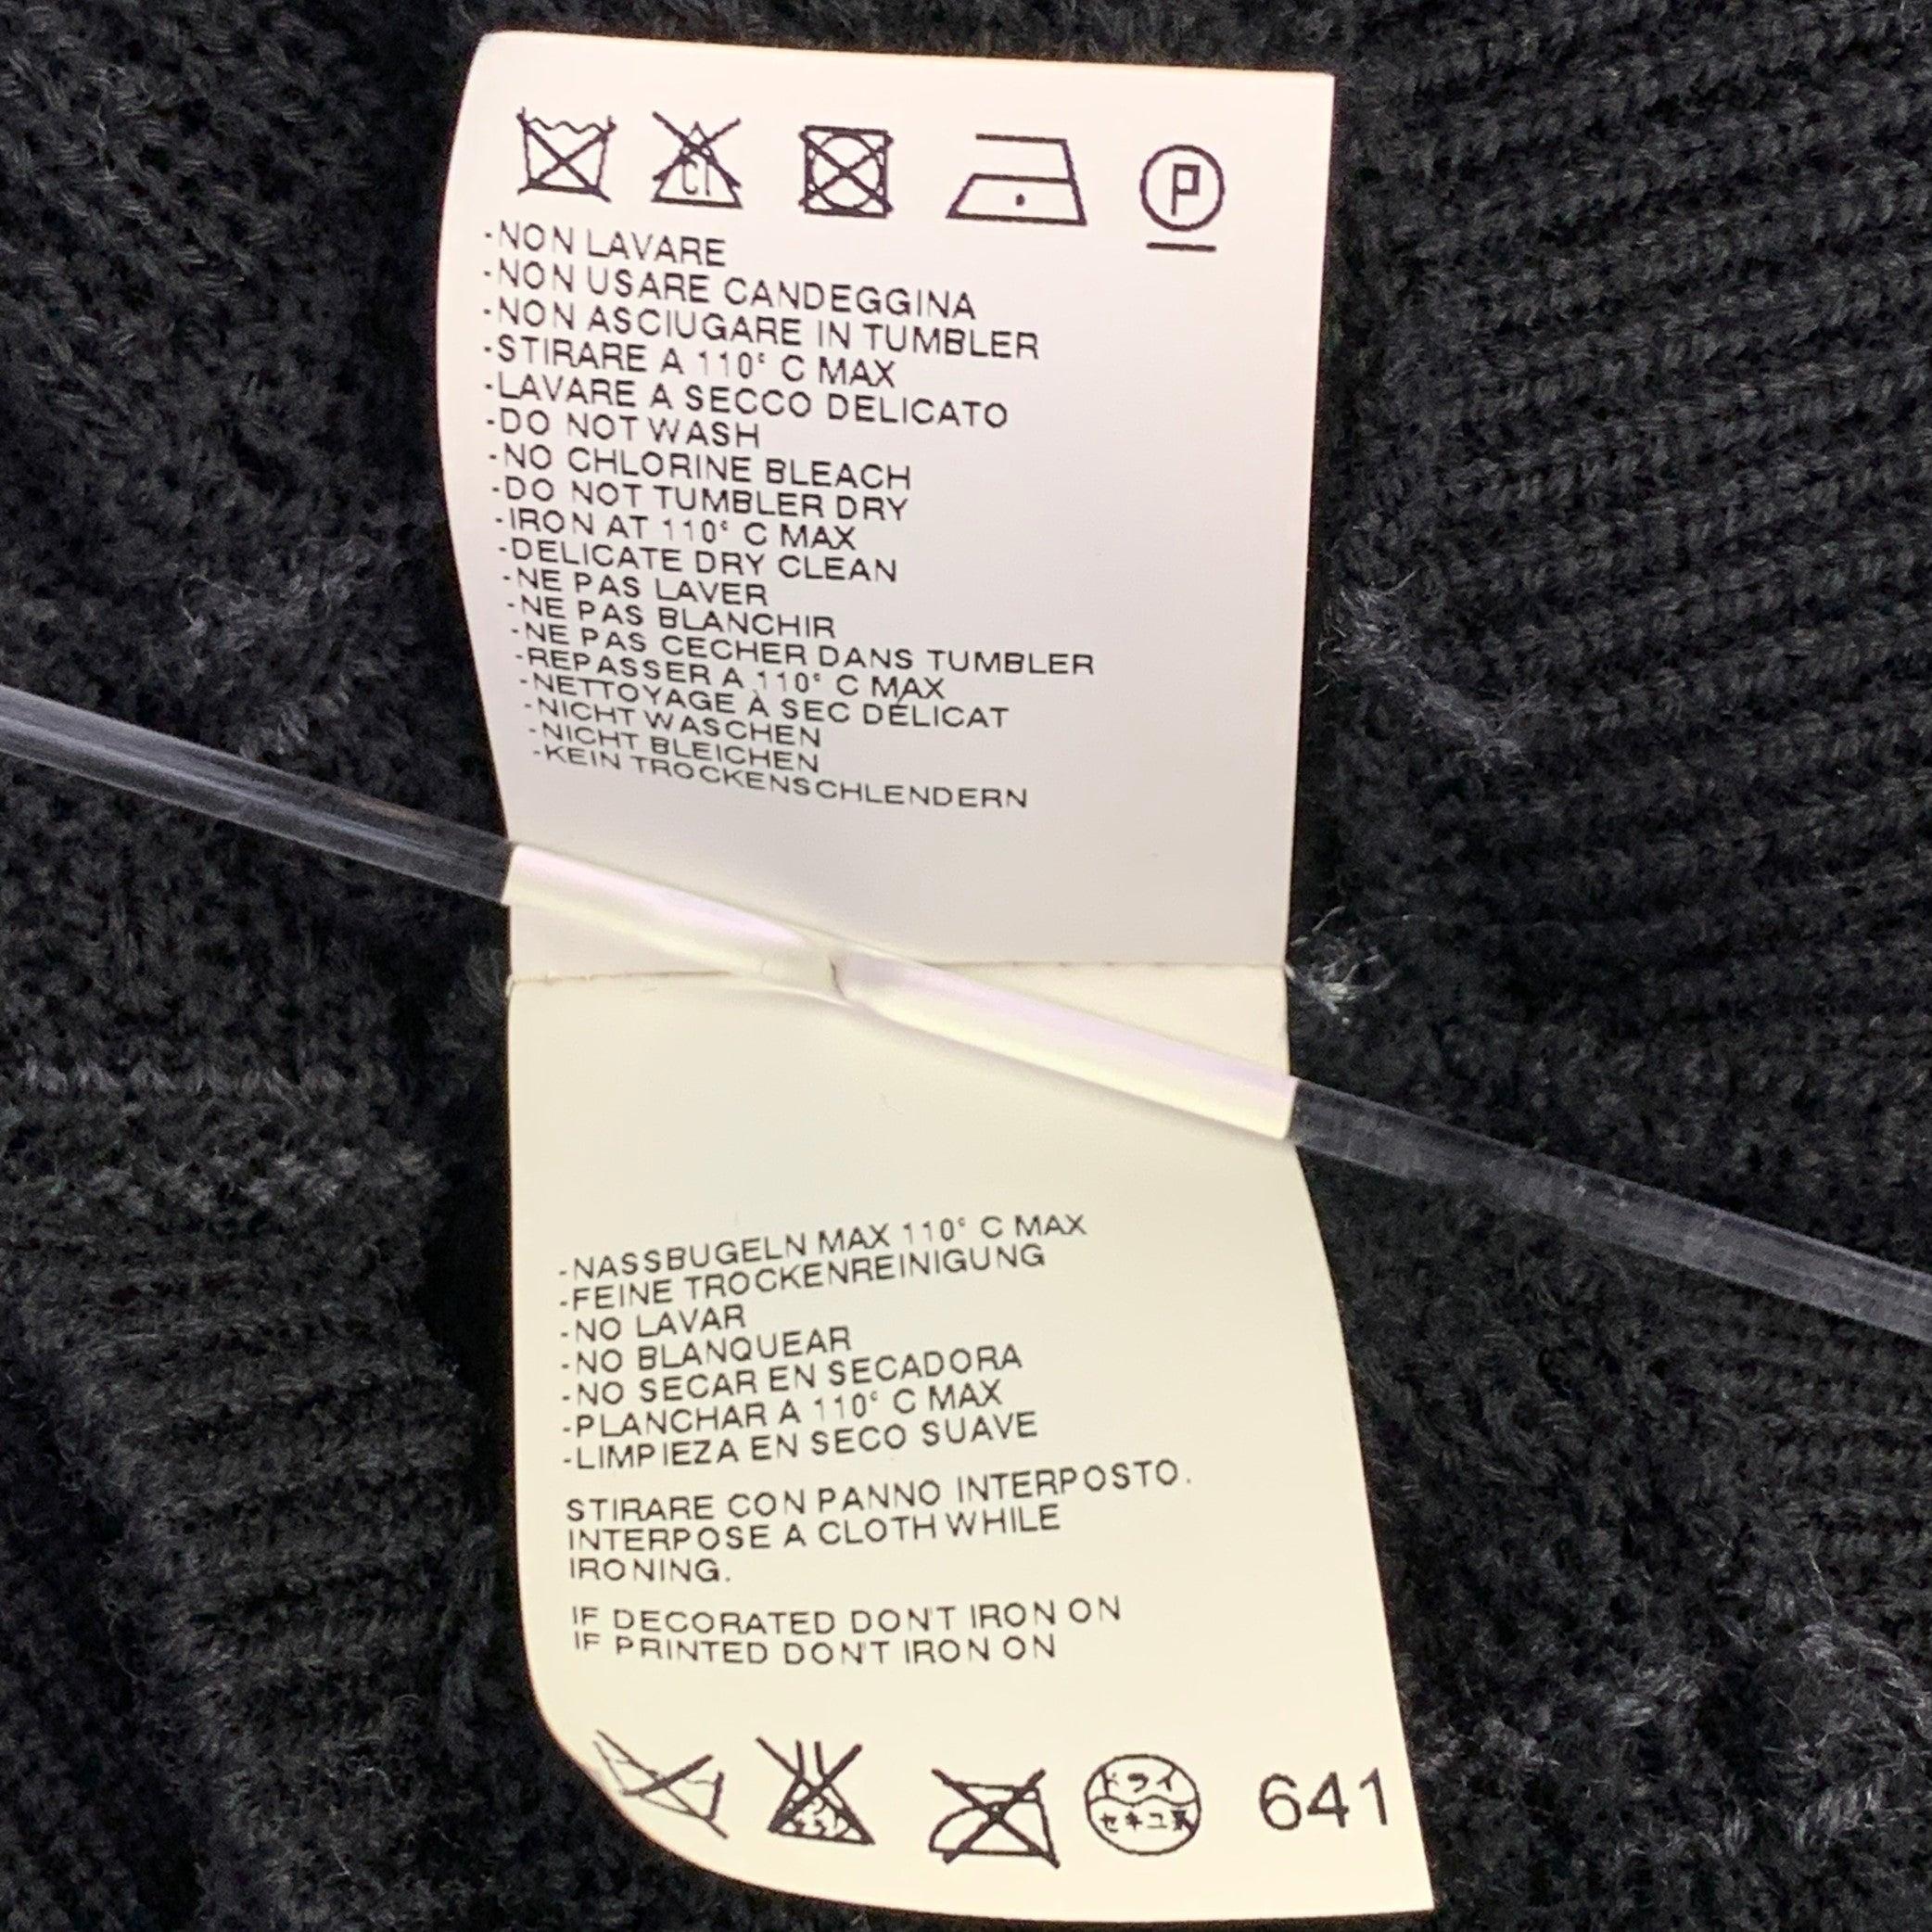 Cl
P
-NON LAVARE
-NON USARE CANDEGGINA
-NON ASCIUGARE IN TUMBLER
-STIRARE A 110° C MAX
-LAVARE A SECCO DELICATO
-DO NOT WASH
-NO CHLORINE BLEACH
-DO NOT TUMBLER DRY
-IRON AT 110° C MAX
-DELICATE DRY CLEAN
-NE PAS LAVER
-NE PAS BLANCHIR
-NE PAS CECHER DANS TUMBLER
-REPASSER A 110° C MAX
-NETTOYAGE À SEC DÉLICAT
-NICHT WASCHEN
-NICHT BLEICHEN
-KEIN TROCKENSCHLENDERN
-NASSBUGELN MAX 110° C MAX
-FEINE TROCKENREINIGUNG
-NO LAVAR
-NO BLANQUEAR
-NO SECAR EN SECADORA
-PLANCHAR A 110° C MAX
-LIMPIEZA EN SECO SUAVE
STIRARE CON PANNO INTERPOSTO.
INTERPOSE A CLOTH WHILE
IRONING.
IF DECORATED DON'T IRON ON
IF PRINTED DON'T IRON ON
ドライ
641